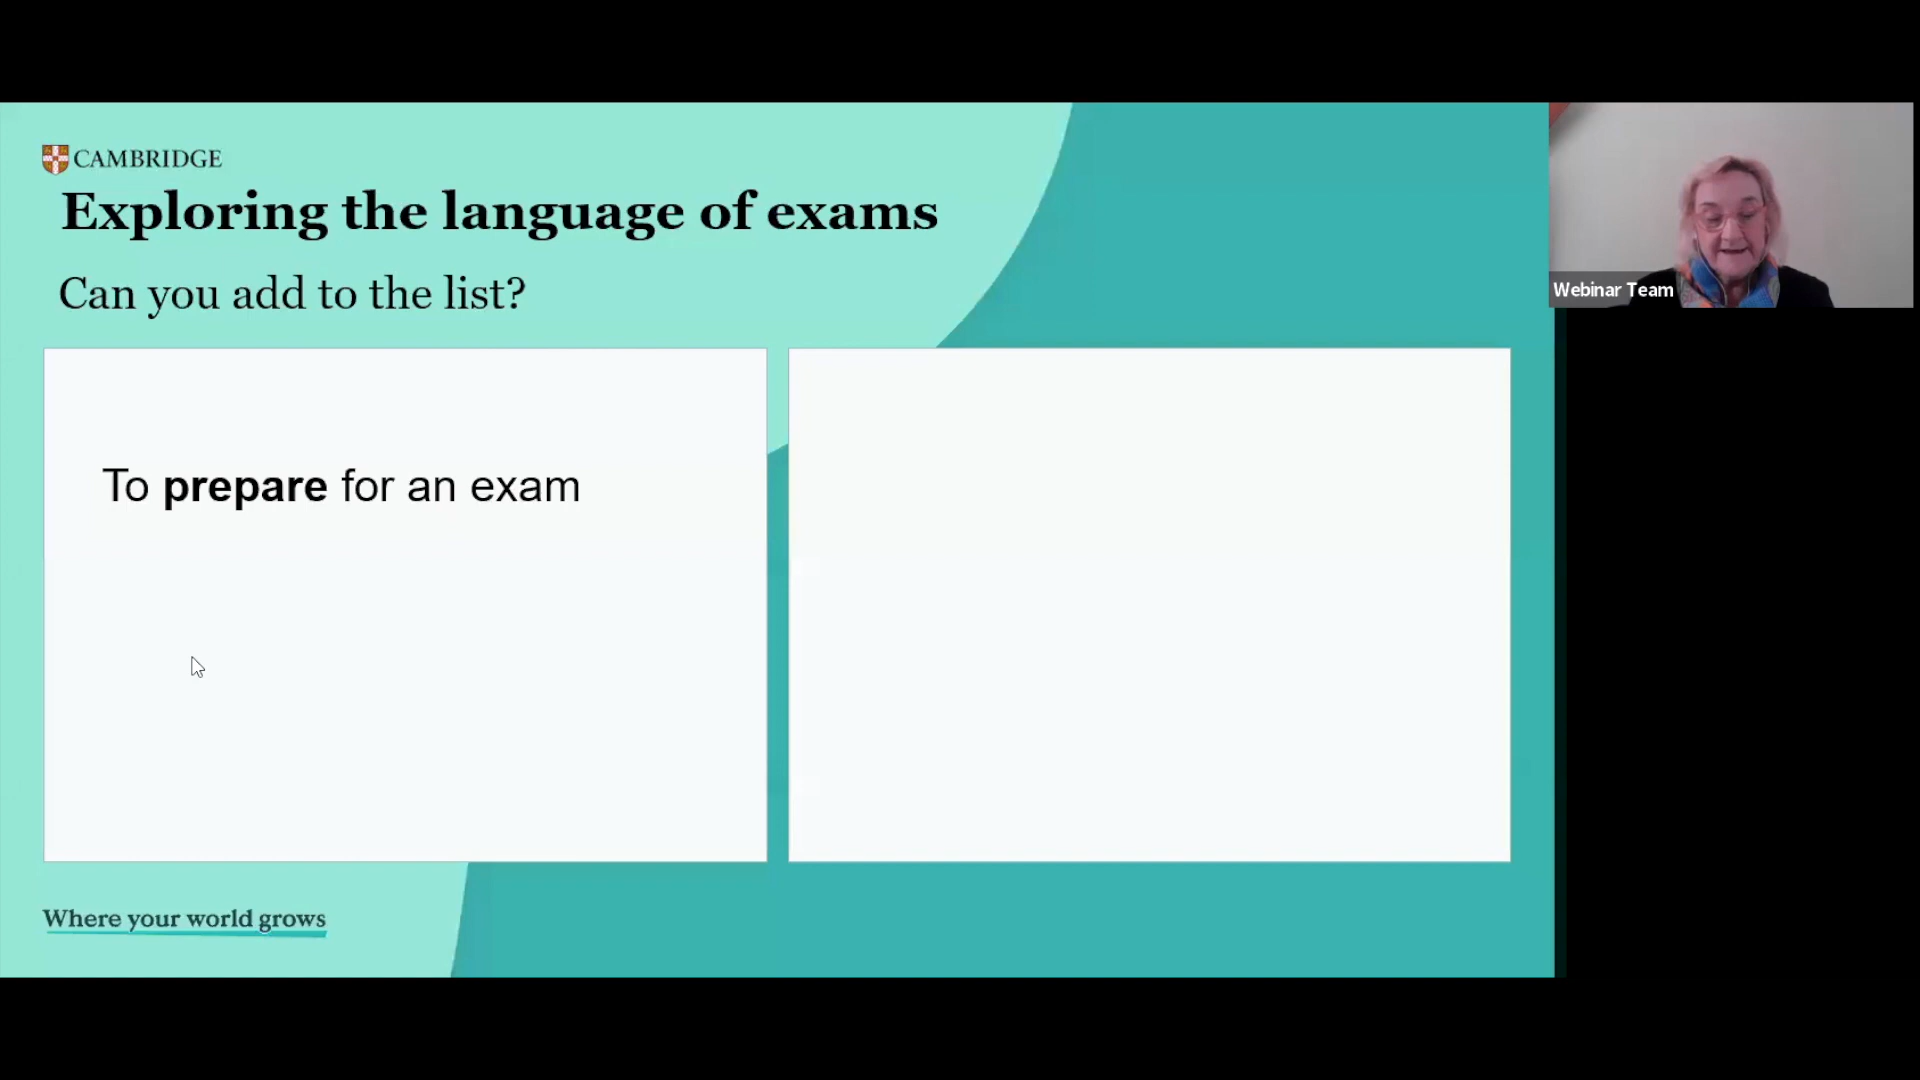 CAMBRIDGE
Exploring the language of exams
Can you add to the list?
To prepare for an exam
Where your world grows
Webinar Team